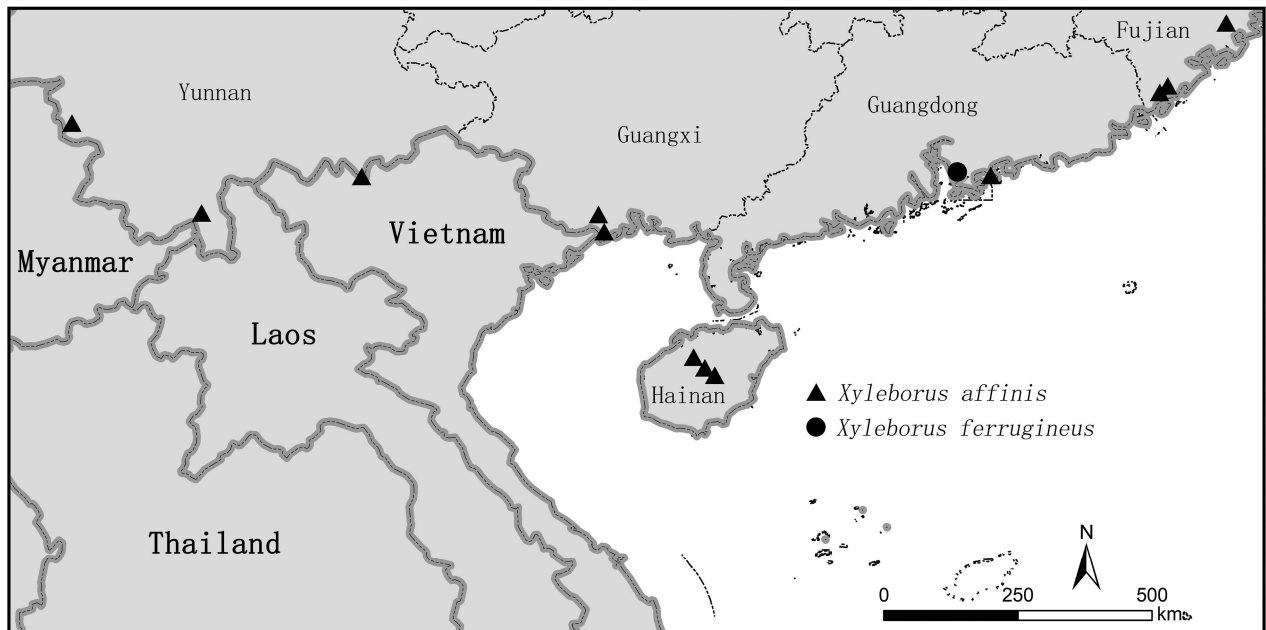 Fujian
Yunnan
Guangdong
Guangxi
Vietnam
Myanmar
Laos
Hainan
Xyleborus affinis
Xyleborus ferrugineus
Thailand
N
0 250 500
km